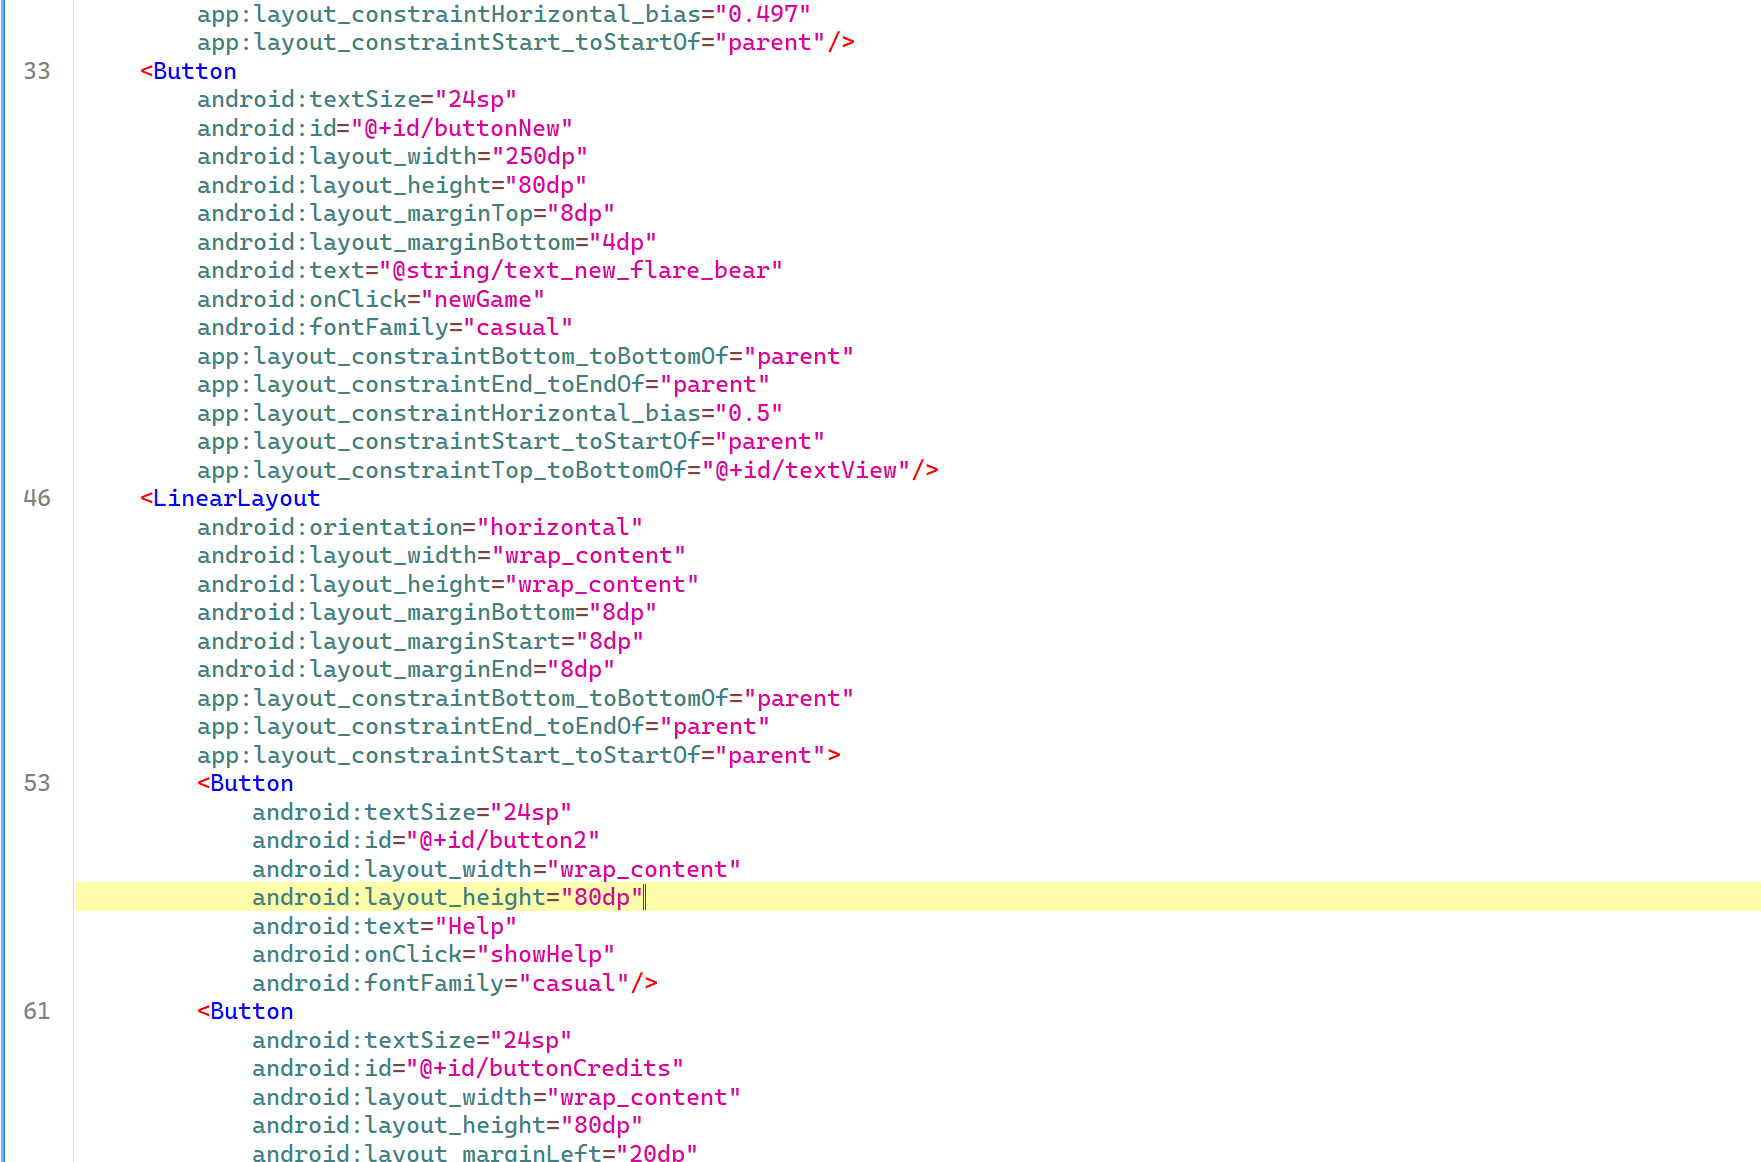 app:layout_constraintHorizontal_bias="0.497"
app:layout_constraintStart_toStartOf="parent"/>
33 <Button
android:textSize="24sp"
android:id="@+id/buttonNew"
android:layout_width="250dp"
android:layout_height="80dp"
android:layout_marginTop="8dp"
android:layout_marginBottom="4dp"
android:text="@string/text_new_flare_bear"
android:onClick="newGame"
android:fontFamily="casual"
app:layout_constraintBottom_toBottomOf="parent"
app:layout_constraintEnd_toEndOf="parent"
app:layout_constraintHorizontal_bias="0.5"
app:layout_constraintStart_toStartOf="parent"
app:layout_constraintTop_toBottomOf="@+id/textView"/>
46 <LinearLayout
android:orientation="horizontal"
android:layout_width="wrap_content"
android:layout_height="wrap_content"
android:layout_marginBottom="8dp"
android:layout_marginStart="8dp"
android:layout_marginEnd="8dp"
app:layout_constraintBottom_toBottomOf="parent"
app:layout_constraintEnd_toEndOf="parent"
app:layout_constraintStart_toStartOf="parent">
53 <Button
android:textSize="24sp"
android:id="@+id/button2"
android:layout_width="wrap_content"
android:layout_height="80dp"
android:text="Help"
android:onClick="showHelp"
android:fontFamily="casual"/>
61 <Button
android:textSize="24sp"
android:id="@+id/buttonCredits"
android:layout_width="wrap_content"
android:layout_height="80dp"
android:layout_marginLeft="20dp"